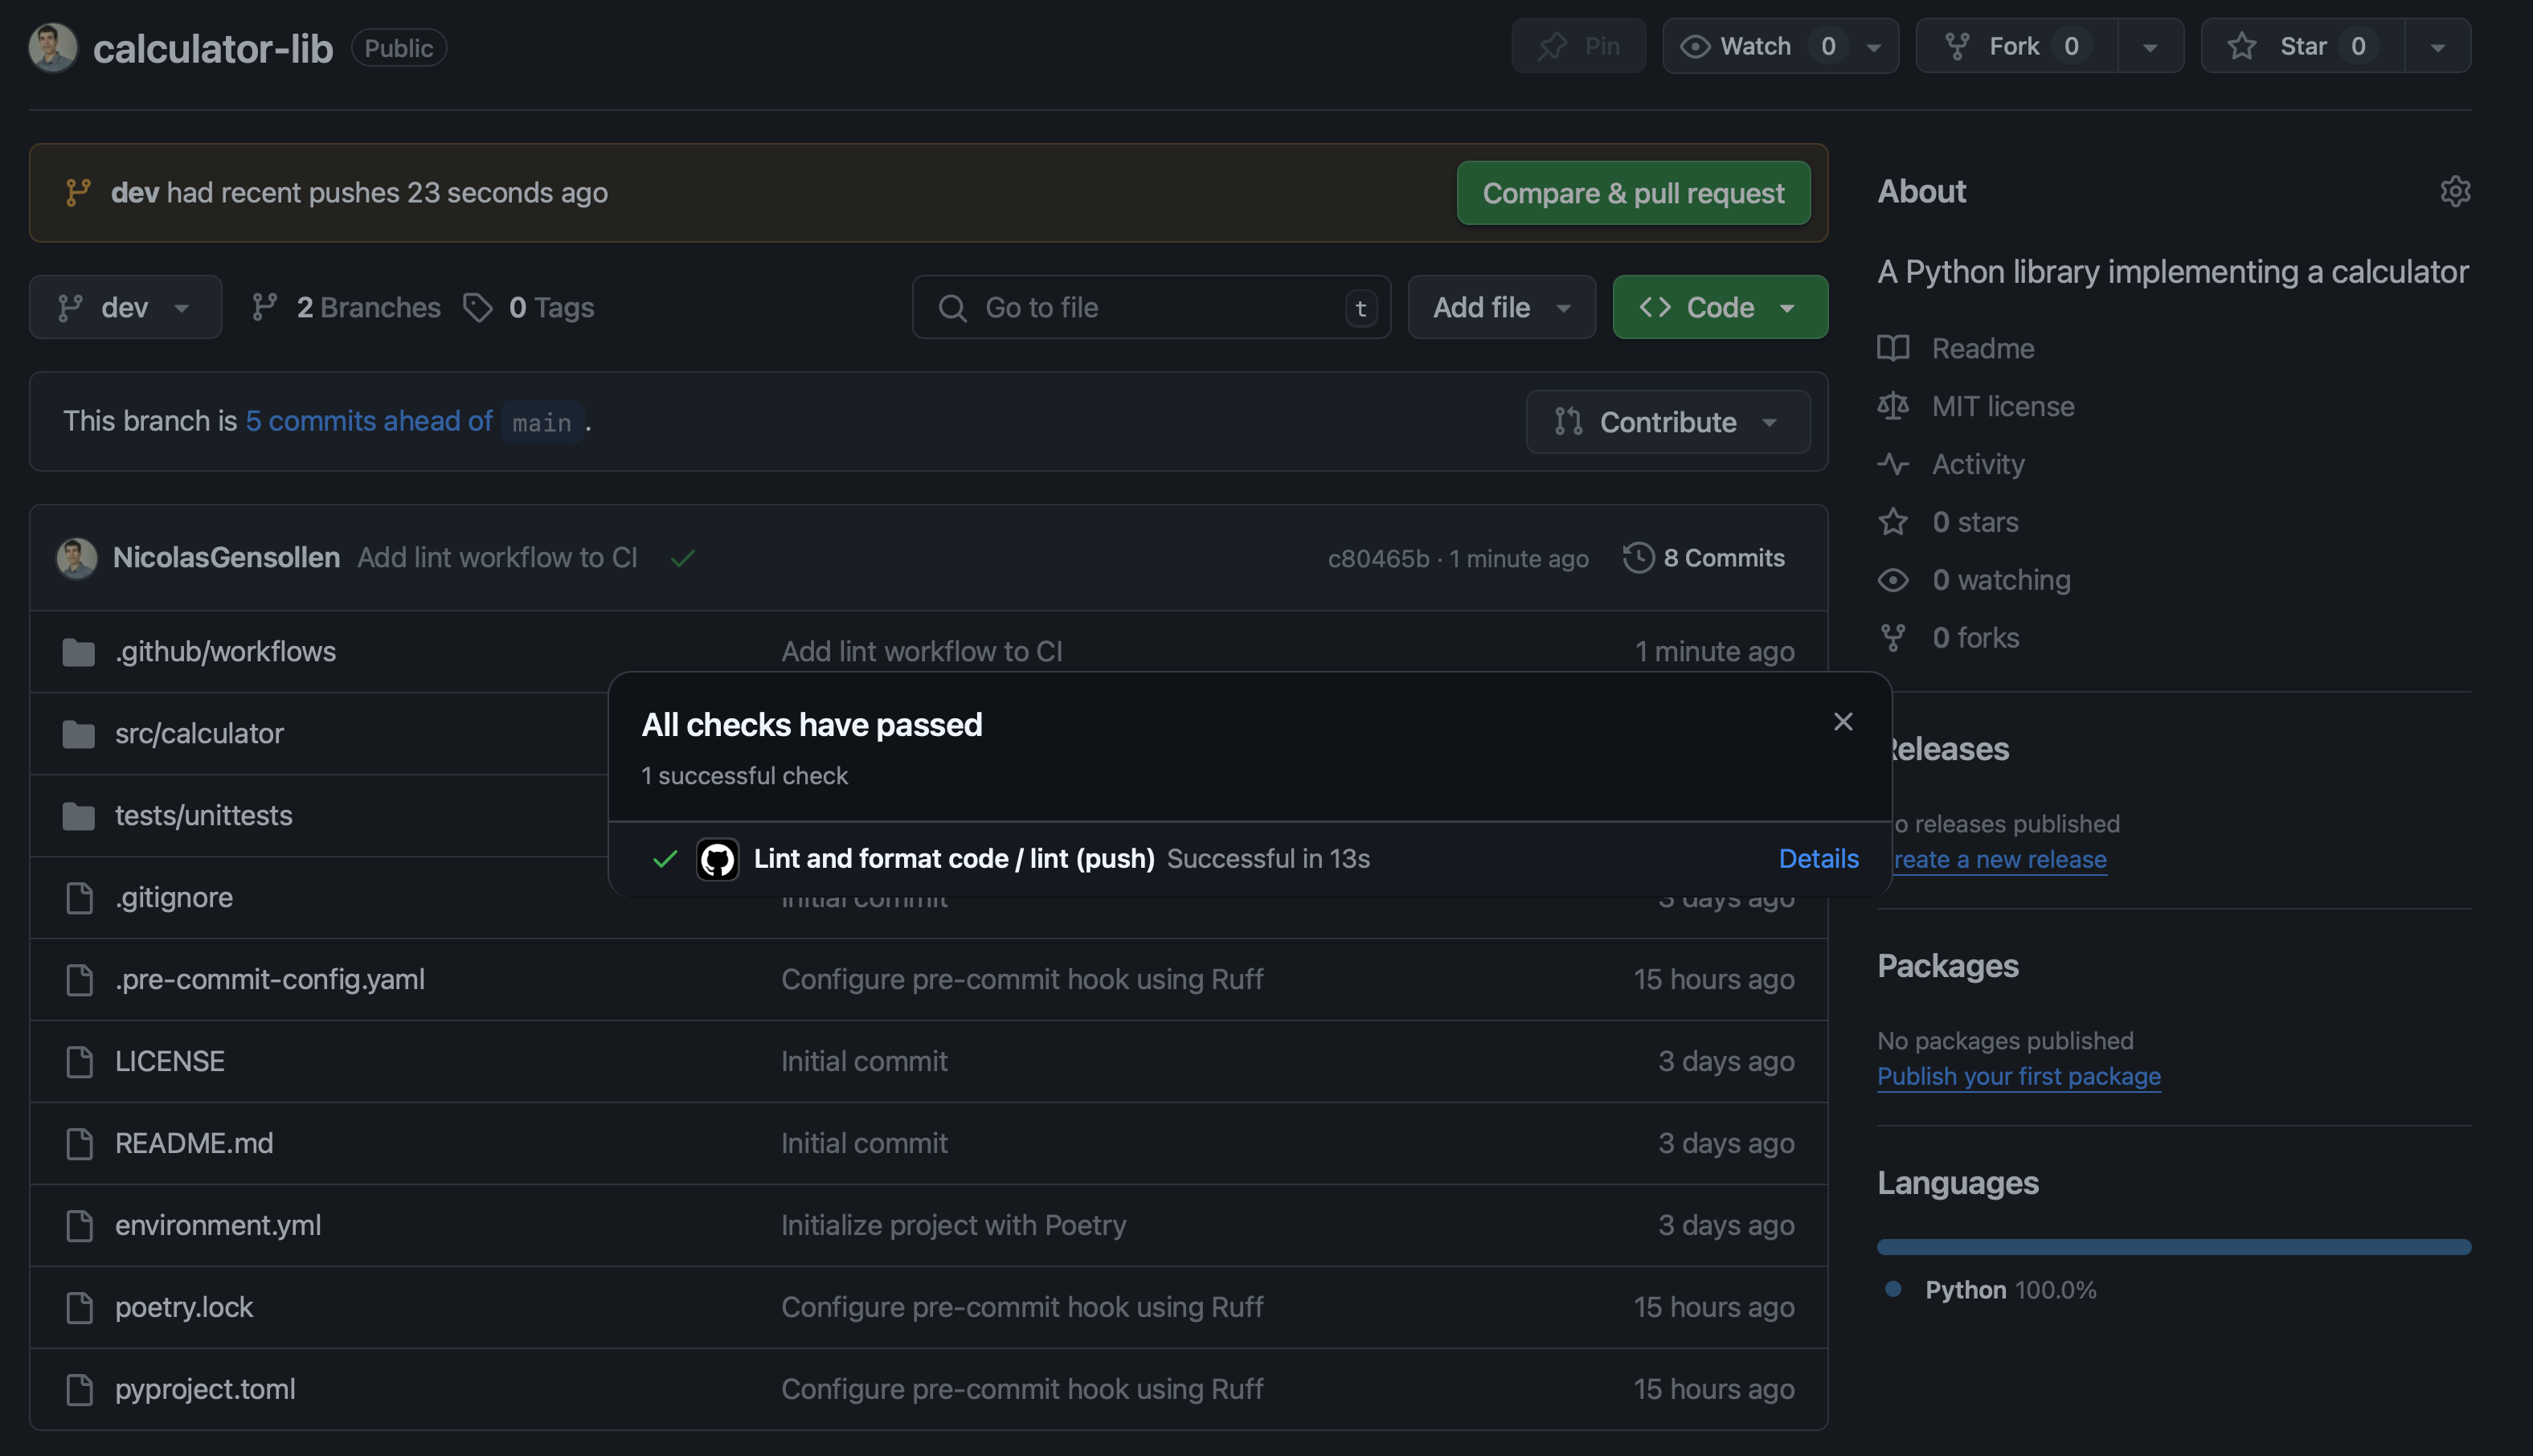 calculator-lib Public
Pin
Watch 0
Fork 0
Star 0
dev had recent pushes 23 seconds ago
Compare & pull request
dev
2 Branches
0 Tags
Go to file t
Add file
Code
This branch is 5 commits ahead of main .
Contribute
NicolasGensollen Add lint workflow to CI
c80465b · 1 minute ago
8 Commits
.github/workflows Add lint workflow to CI 1 minute ago
src/calculator
tests/unittests
All checks have passed
1 successful check
Lint and format code / lint (push) Successful in 13s Details
.gitignore Initial commit 3 days ago
.pre-commit-config.yaml Configure pre-commit hook using Ruff 15 hours ago
LICENSE Initial commit 3 days ago
README.md Initial commit 3 days ago
environment.yml Initialize project with Poetry 3 days ago
poetry.lock Configure pre-commit hook using Ruff 15 hours ago
pyproject.toml Configure pre-commit hook using Ruff 15 hours ago
About
A Python library implementing a calculator
Readme
MIT license
Activity
0 stars
0 watching
0 forks
Releases
o releases published
reate a new release
Packages
No packages published
Publish your first package
Languages
Python 100.0%